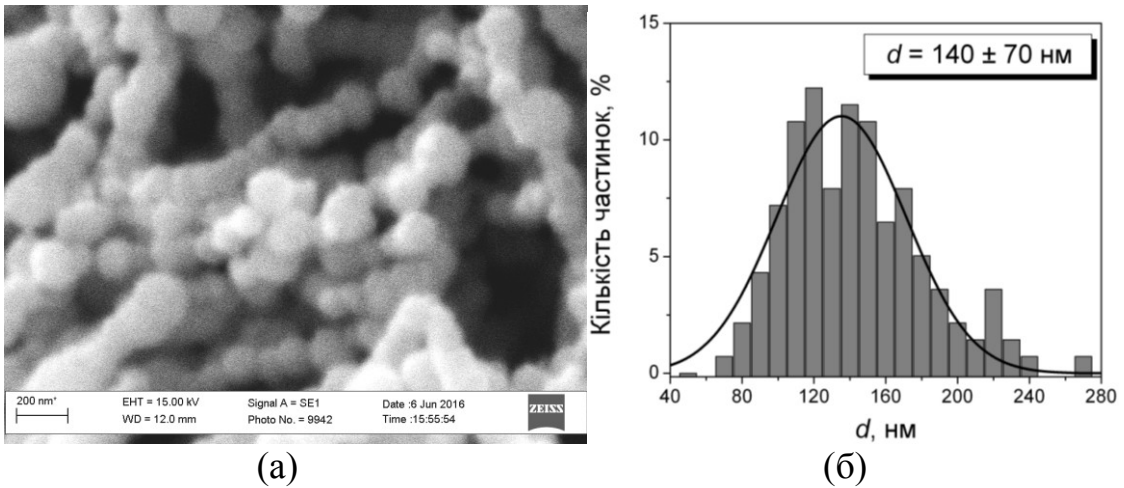 200 nm*
EHT = 15.00 kV
WD = 12.0 mm
Signal A = SE1
Photo No. = 9942
Date :6 Jun 2016
Time :15:55:54
ZEISS
(а)
15
10
5
0
Кількість частинок, %
d = 140 ± 70 нм
40 80 120 160 200 240 280
d, нм
(б)